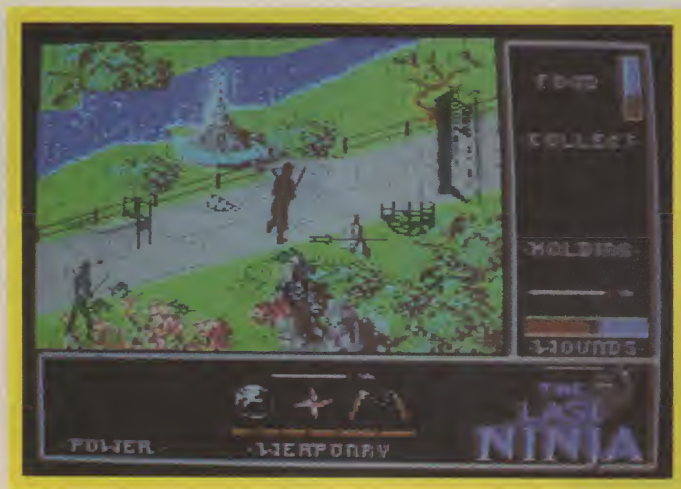 FOOD
COLLECT
HOLDING
WOUNDS
POWER
WEAPONRY
THE
LAST
NINJA